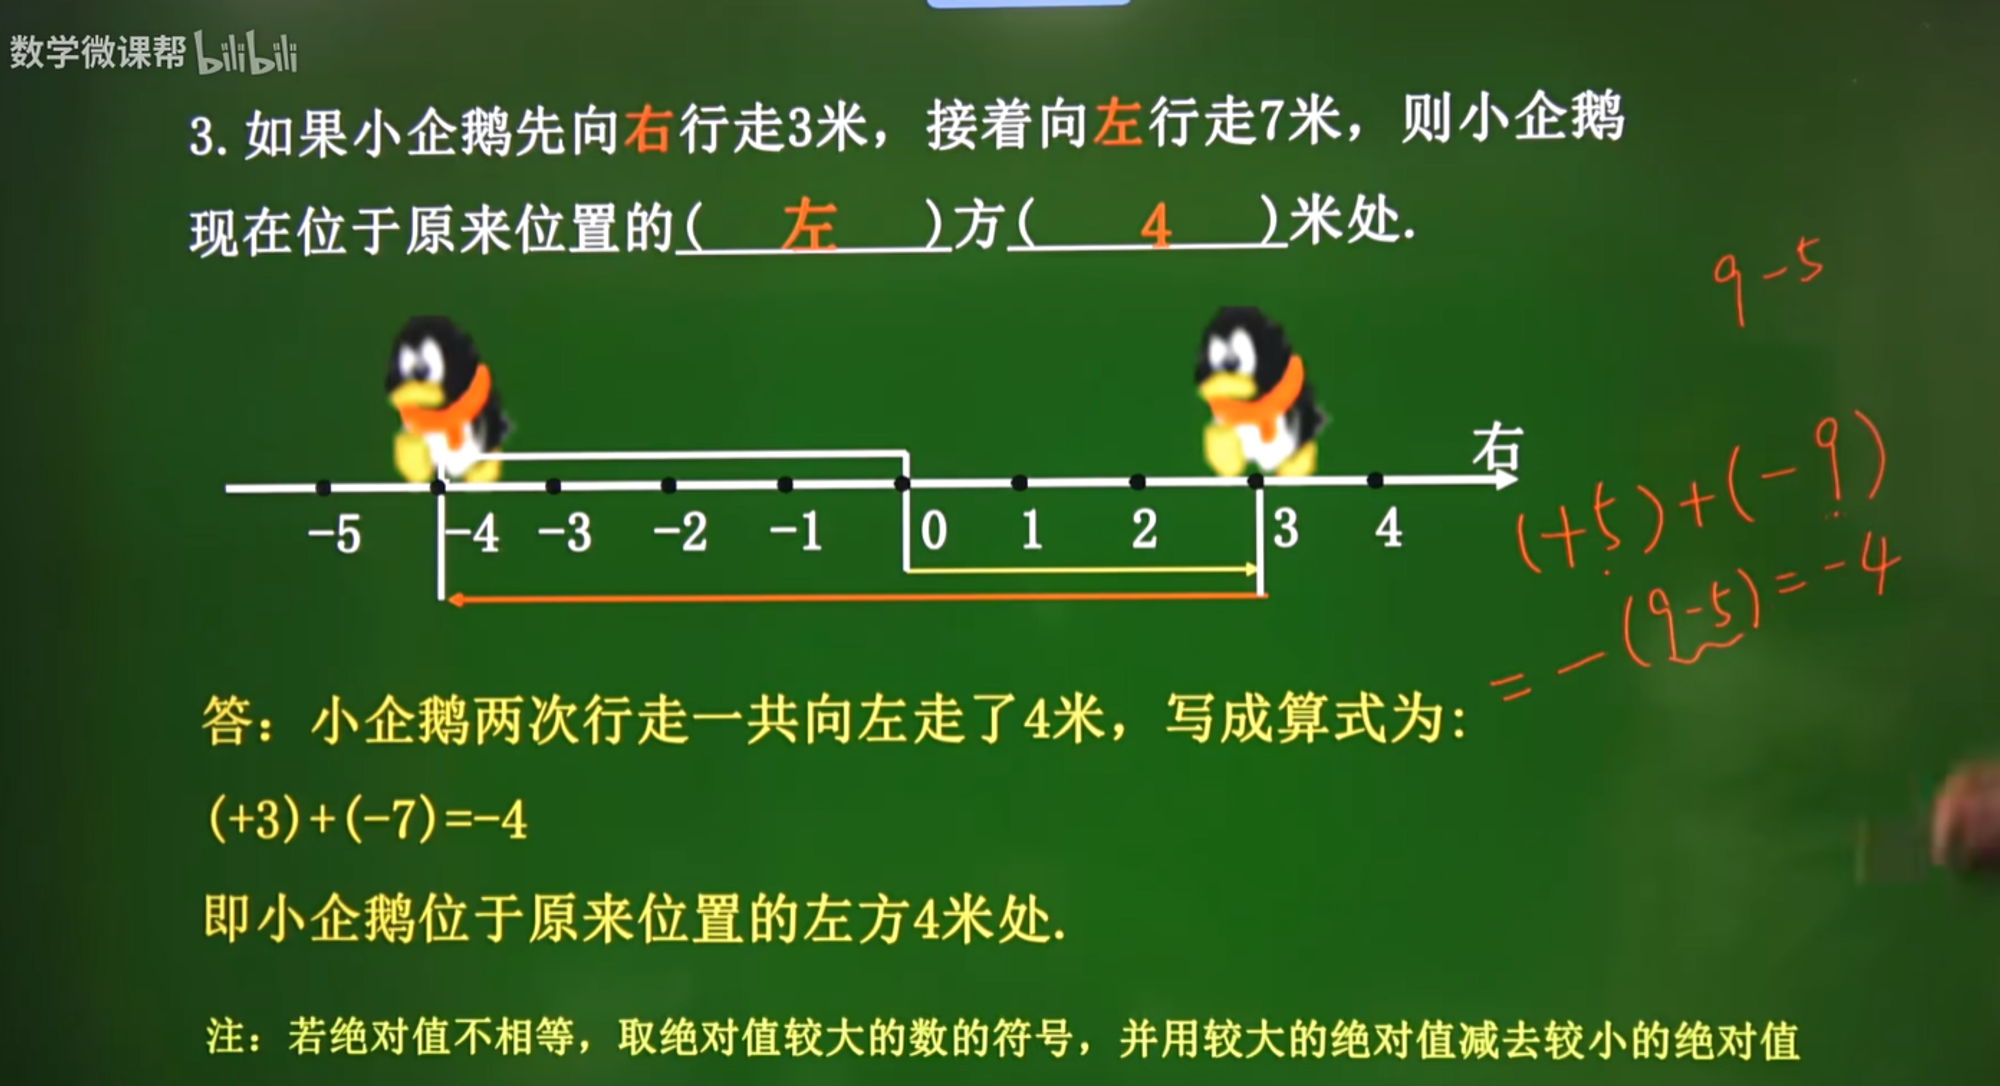 数学微课帮 bilibili
3. 如果小企鹅先向右行走3米，接着向左行走7米，则小企鹅
现在位于原来位置的( 左 )方( 4 )米处.
9-5
右
-5 -4 -3 -2 -1 0 1 2 3 4
(+5)+(-9)
=-(9-5)=-4
答：小企鹅两次行走一共向左走了4米，写成算式为:
(+3)+(-7)=-4
即小企鹅位于原来位置的左方4米处.
注：若绝对值不相等，取绝对值较大的数的符号，并用较大的绝对值减去较小的绝对值